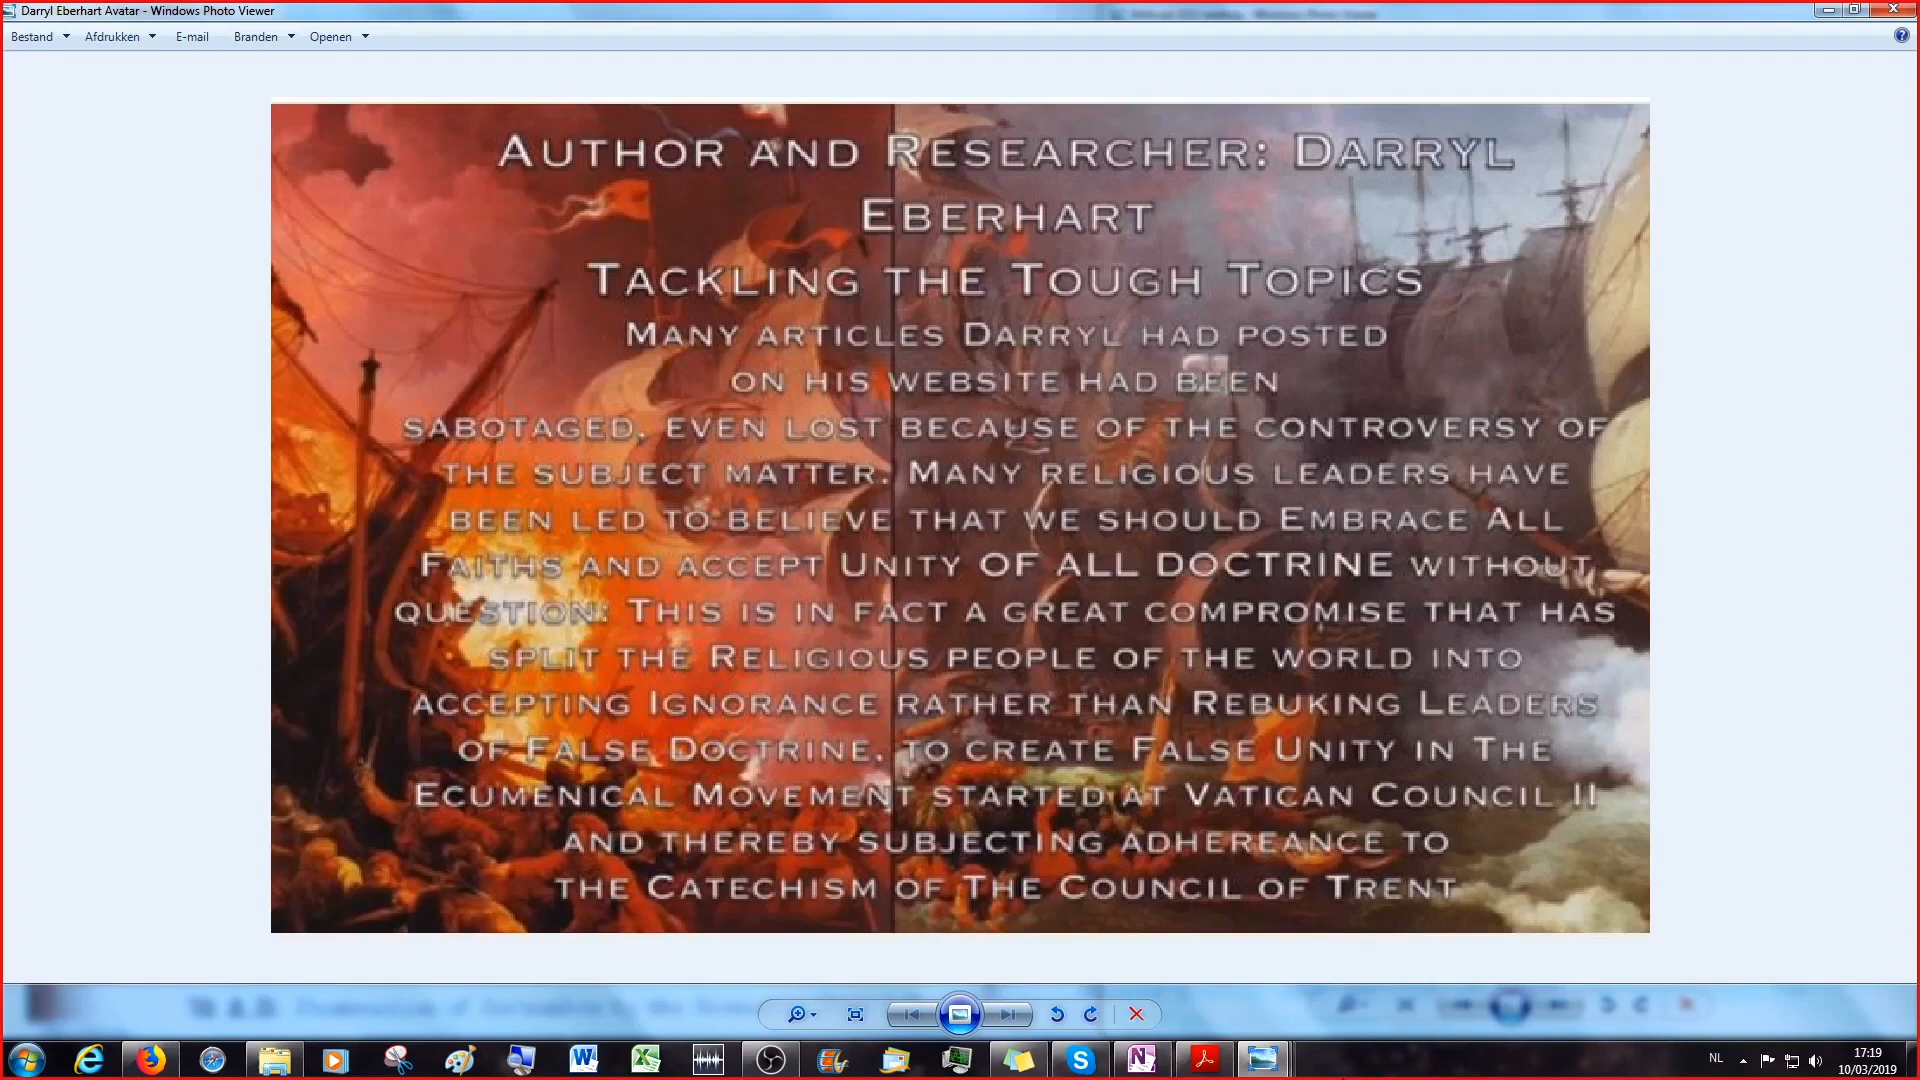 Darryl Eberhart Avatar - Windows Photo Viewer
Bestand Afdrukken E-mail Branden Openen
AUTHOR AND RESEARCHER: DARRYL
EBERHART
TACKLING THE TOUGH TOPICS
MANY ARTICLES DARRYL HAD POSTED
ON HIS WEBSITE HAD BEEN
SABOTAGED, EVEN LOST BECAUSE OF THE CONTROVERSY OF
THE SUBJECT MATTER. MANY RELIGIOUS LEADERS HAVE
BEEN LED TO BELIEVE THAT WE SHOULD EMBRACE ALL
FAITHS AND ACCEPT UNITY OF ALL DOCTRINE WITHOUT
QUESTION: THIS IS IN FACT A GREAT COMPROMISE THAT HAS
SPLIT THE RELIGIOUS PEOPLE OF THE WORLD INTO
ACCEPTING IGNORANCE RATHER THAN REBUKING LEADERS
OF FALSE DOCTRINE, TO CREATE FALSE UNITY IN THE
ECUMENICAL MOVEMENT STARTED AT VATICAN COUNCIL II
AND THEREBY SUBJECTING ADHEREANCE TO
THE CATECHISM OF THE COUNCIL OF TRENT
NL
17:19
10/03/2019